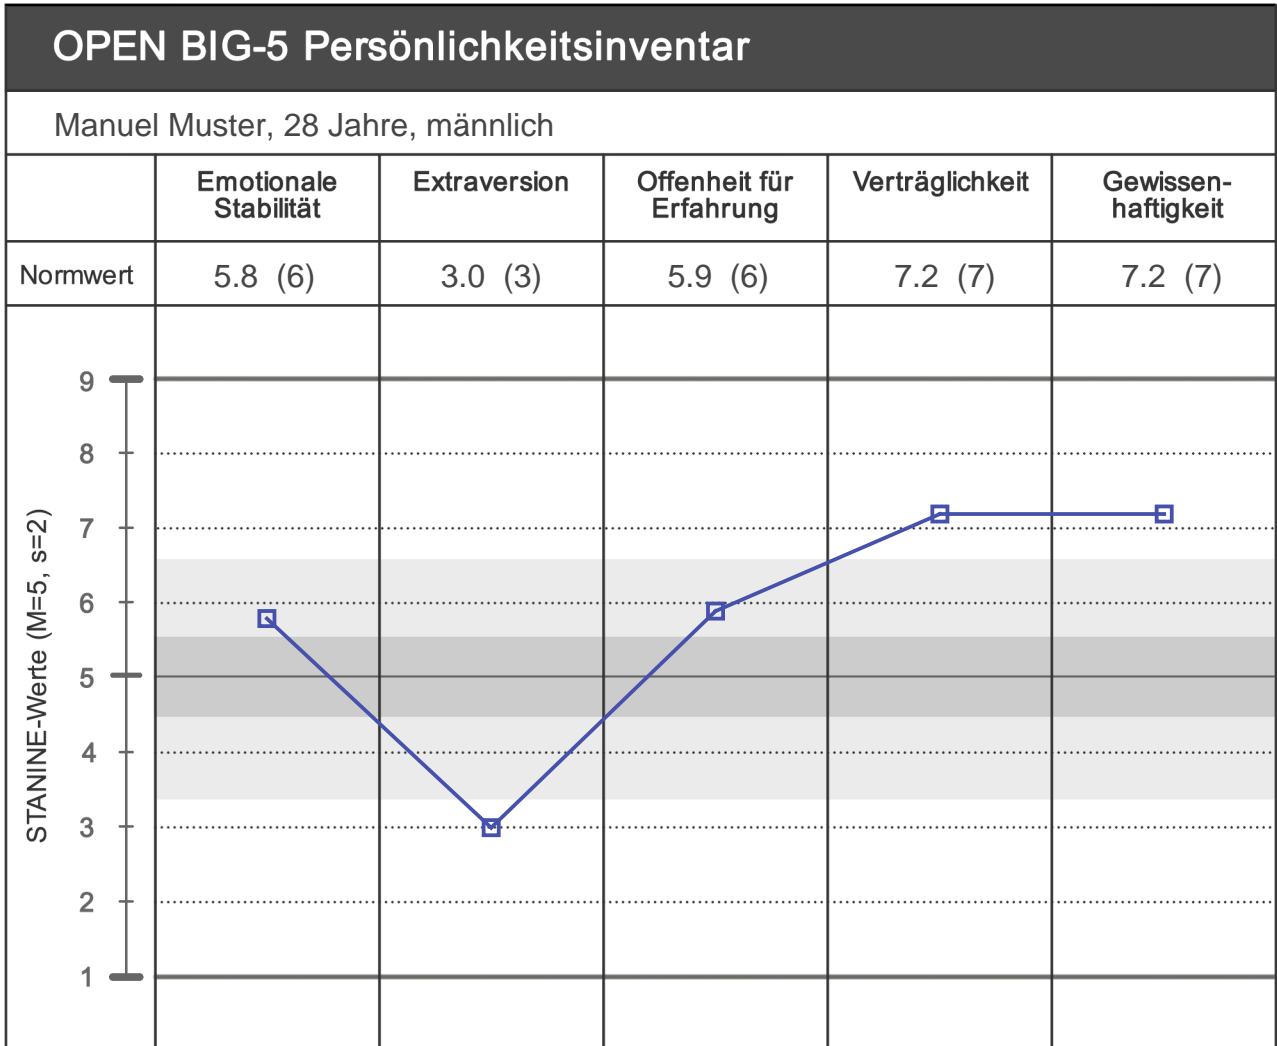 OPEN BIG-5 Persönlichkeitsinventar
Manuel Muster, 28 Jahre, männlich
Emotionale
Stabilität
Extraversion
Offenheit für
Erfahrung
Verträglichkeit
Gewissen-
haftigkeit
Normwert
5.8 (6)
3.0 (3)
5.9 (6)
7.2 (7)
7.2 (7)
STANINE-Werte (M=5, s=2)
9
8
7
6
5
4
3
2
1